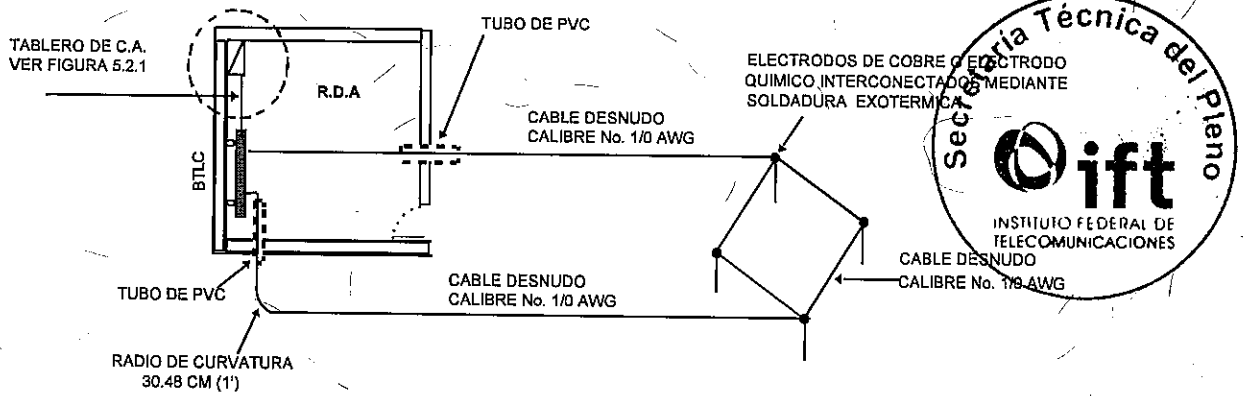 TUBO DE PVC
TABLERO DE C.A.
VER FIGURA 5.2.1
R.D.A
BTLC
CABLE DESNUDO
CALIBRE No. 1/0 AWG
ELECTRODOS DE COBRE O ELECTRODO
QUIMICO INTERCONECTADOS MEDIANTE
SOLDADURA EXOTERMICA
Secretaría Técnica del Pleno
ift
INSTITUTO FEDERAL DE
TELECOMUNICACIONES
CABLE DESNUDO
CALIBRE No. 1/0 AWG
TUBO DE PVC
CABLE DESNUDO
CALIBRE No. 1/0 AWG
RADIO DE CURVATURA
30.48 CM (1')